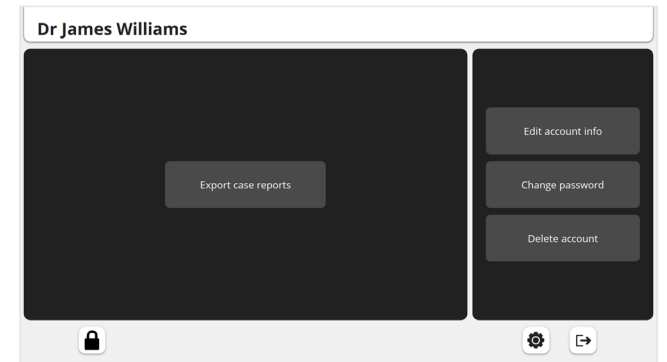 Dr James Williams
Export case reports
Edit account info
Change password
Delete account